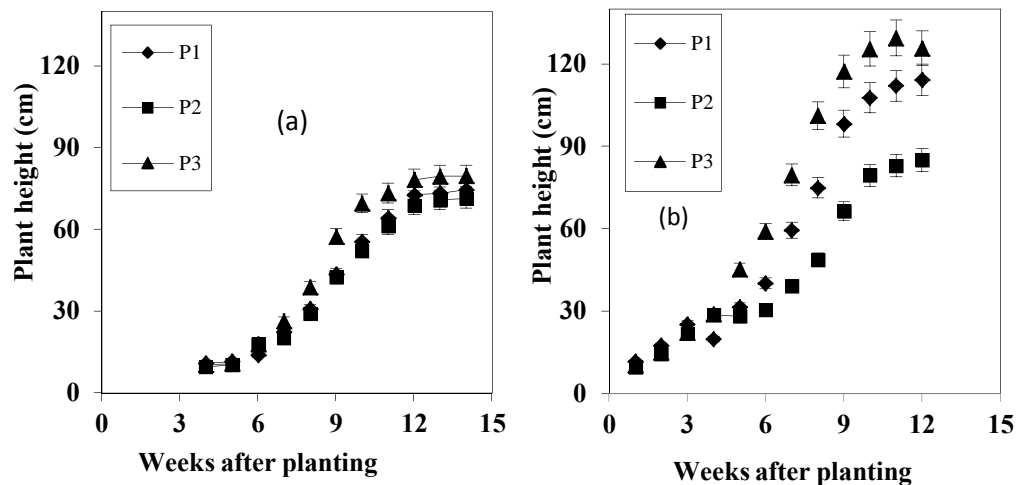 P1
P2
P3
(a)
Plant height (cm)
120
90
60
30
0
0 3 6 9 12 15
Weeks after planting
P1
P2
P3
(b)
Plant height (cm)
120
90
60
30
0
0 3 6 9 12 15
Weeks after planting